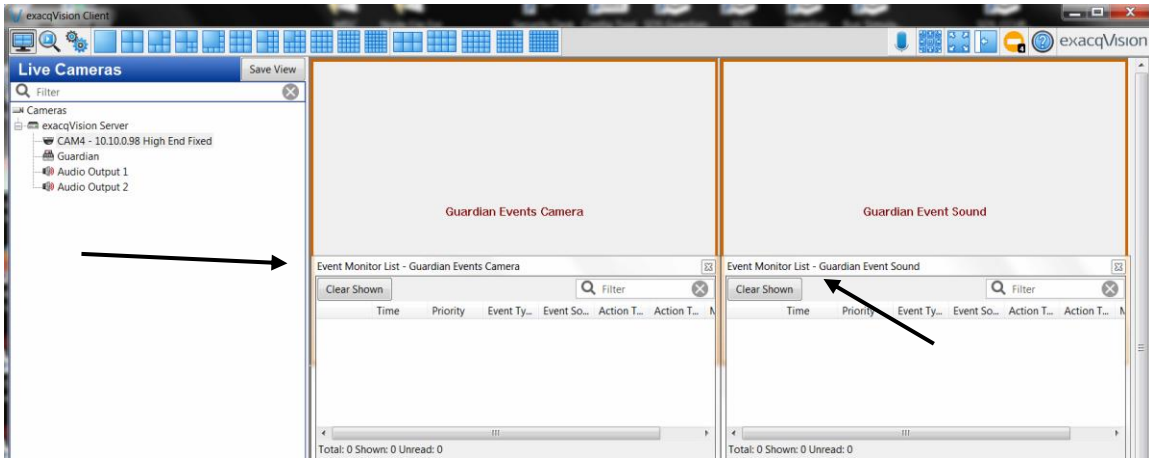 exacqVision Client
exacqVision
Live Cameras
Save View
Filter
Cameras
exacqVision Server
CAM4 - 10.10.0.98 High End Fixed
Guardian
Audio Output 1
Audio Output 2
Guardian Events Camera
Guardian Event Sound
Event Monitor List - Guardian Events Camera
Clear Shown
Filter
Time Priority Event Ty... Event So... Action T... Action T...
Total: 0 Shown: 0 Unread: 0
Event Monitor List - Guardian Event Sound
Clear Shown
Filter
Time Priority Event Ty... Event So... Action T... Action T...
Total: 0 Shown: 0 Unread: 0